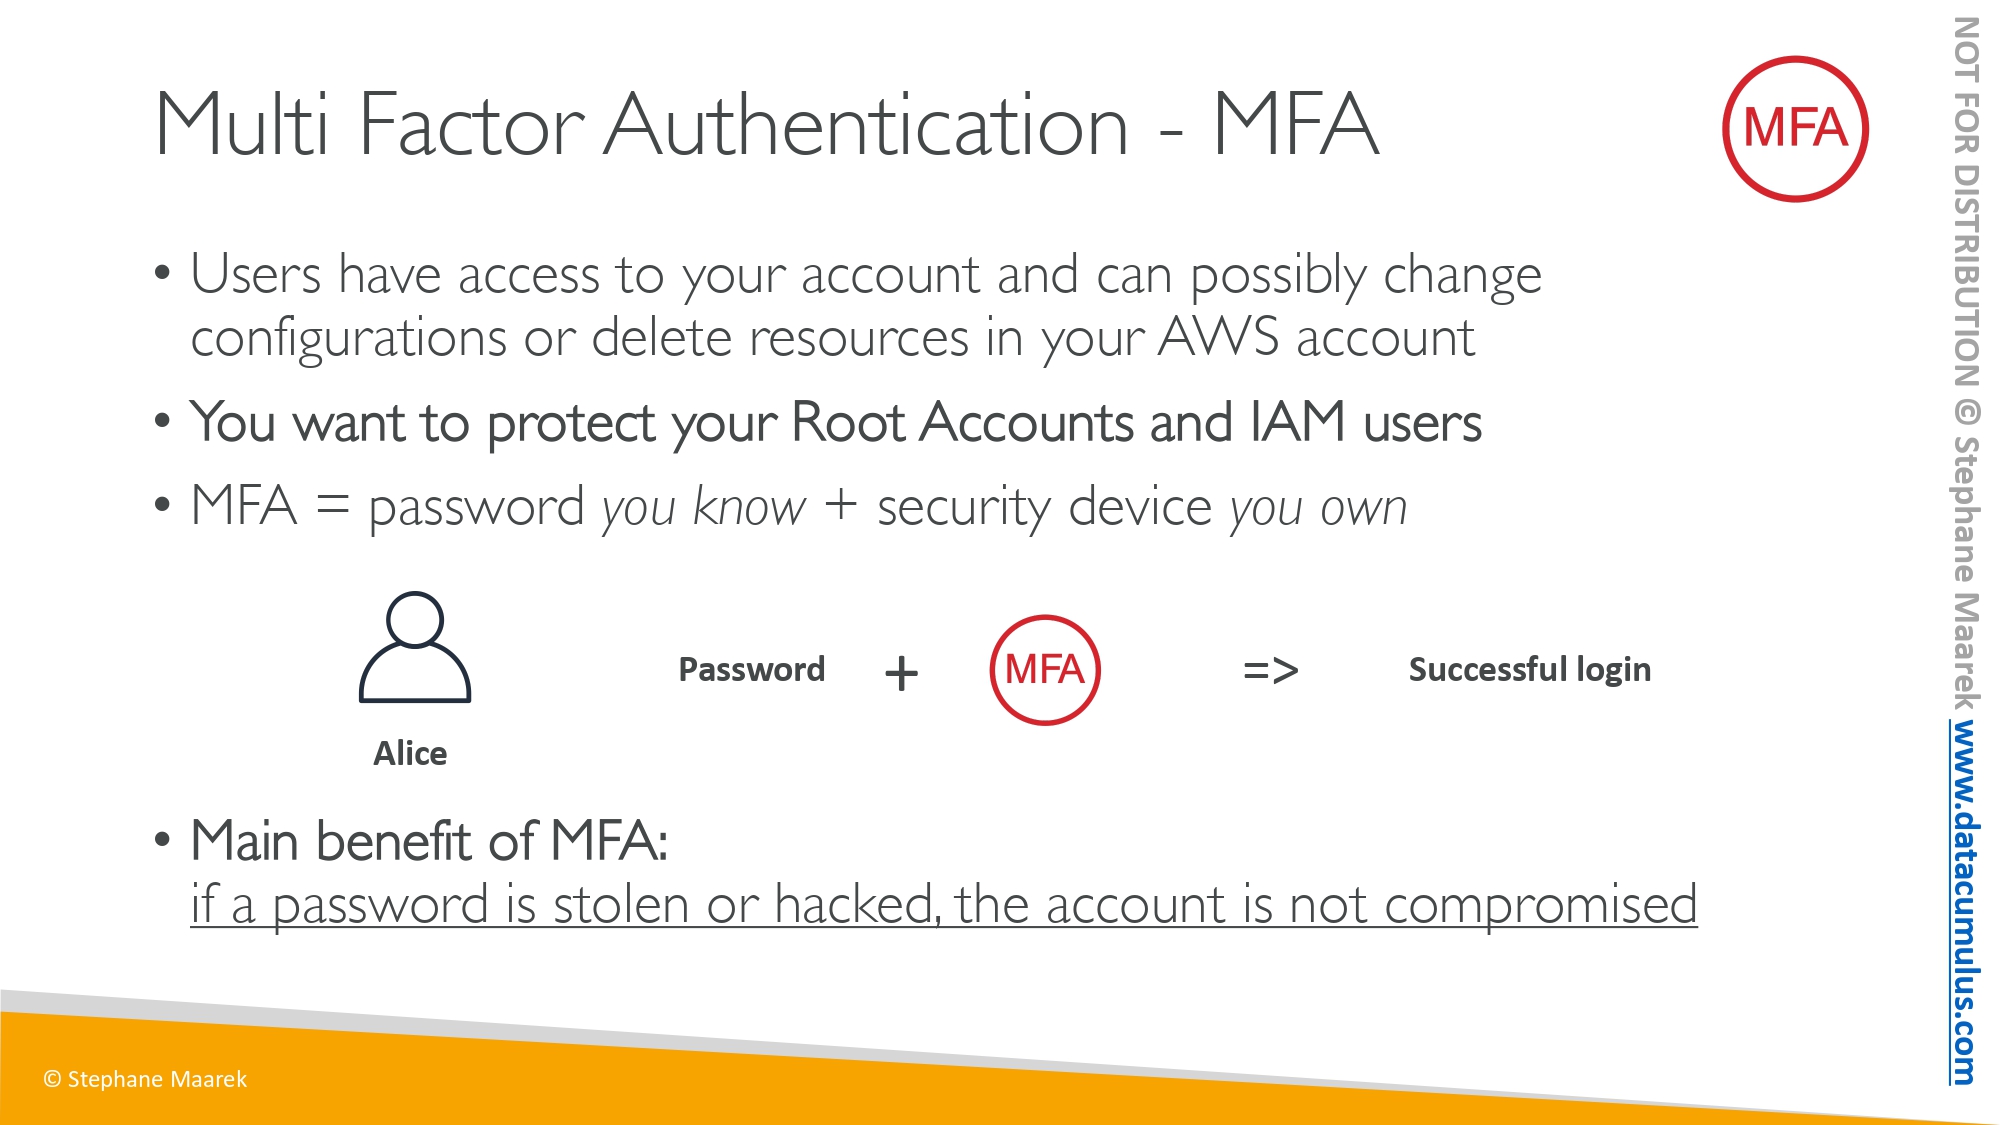 Multi Factor Authentication - MFA
MFA
• Users have access to your account and can possibly change
configurations or delete resources in your AWS account
• You want to protect your Root Accounts and IAM users
• MFA = password you know + security device you own
Password + MFA => Successful login
Alice
• Main benefit of MFA:
if a password is stolen or hacked, the account is not compromised
© Stephane Maarek
NOT FOR DISTRIBUTION © Stephane Maarek www.datacumulus.com